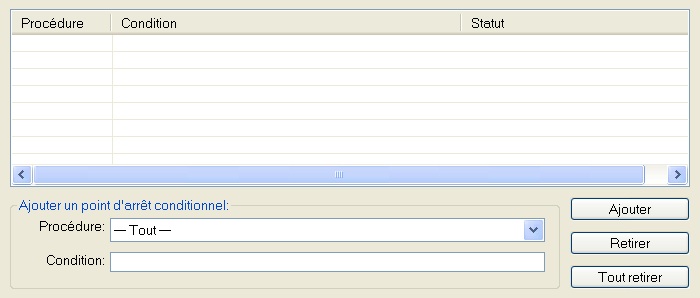 Procédure Condition Statut
Ajouter un point d'arrêt conditionnel:
Procédure: — Tout —
Condition:
Ajouter
Retirer
Tout retirer